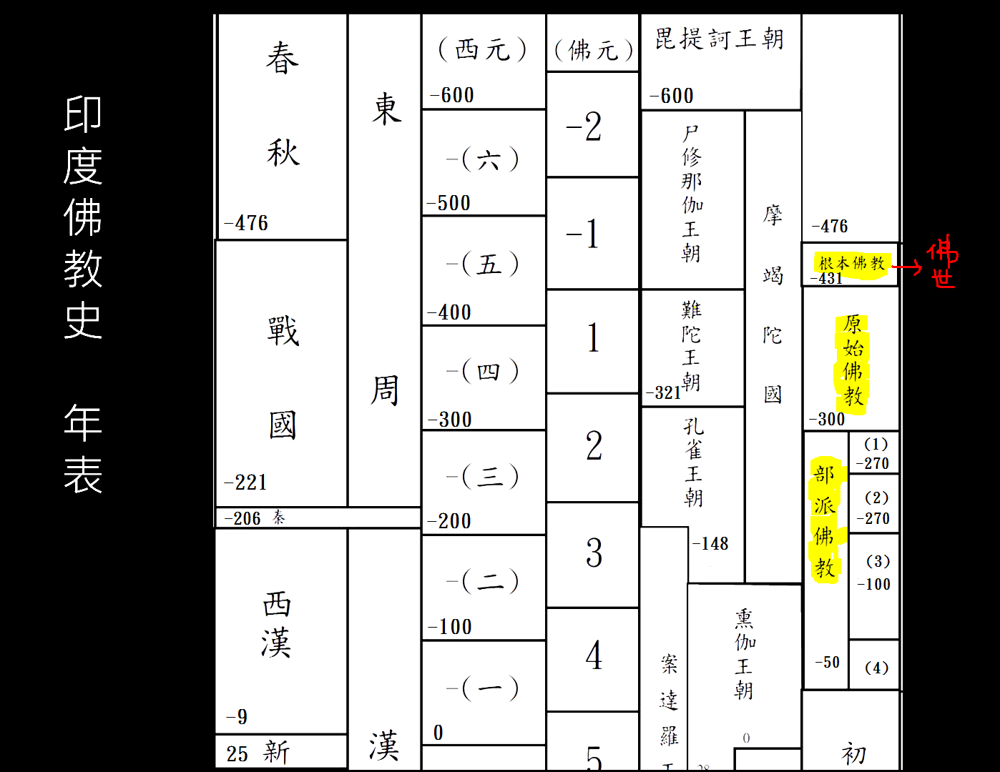 印度佛教史 年表
春秋
-476
戰國
-221
-206 秦
西漢
-9
25 新
東周
漢
(西元)
-600
-(六)
-500
-(五)
-400
-(四)
-300
-(三)
-200
-(二)
-100
-(一)
0
(佛元)
-2
-1
1
2
3
4
5
毘提訶王朝
-600
尸修那伽王朝
難陀王朝
-321
孔雀王朝
-148
摩竭陀國
案達羅王
熏伽王朝
0
28
-476
根本佛教
-431
佛世
原始佛教
-300
部派佛教
-50
(1)
-270
(2)
-270
(3)
-100
(4)
初